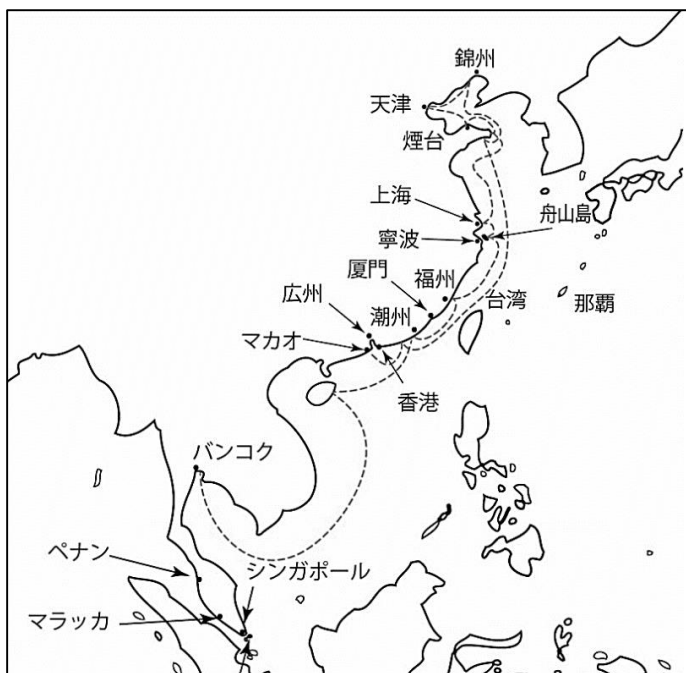 錦州
天津
煙台
上海
舟山島
寧波
厦門
福州
台湾
那覇
広州
潮州
マカオ
香港
バンコク
ペナン
シンガポール
マラッカ